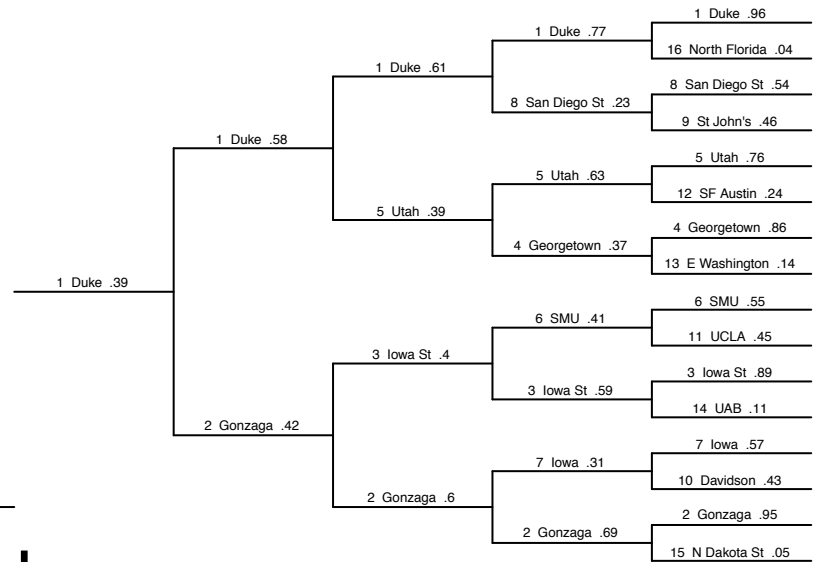 1 Duke .96
1 Duke .77
16 North Florida .04
1 Duke .61
8 San Diego St .54
8 San Diego St .23
9 St John's .46
1 Duke .58
5 Utah .76
5 Utah .63
12 SF Austin .24
5 Utah .39
4 Georgetown .86
4 Georgetown .37
13 E Washington .14
1 Duke .39
6 SMU .55
6 SMU .41
11 UCLA .45
3 Iowa St .4
3 Iowa St .89
3 Iowa St .59
14 UAB .11
2 Gonzaga .42
7 Iowa .57
7 Iowa .31
10 Davidson .43
2 Gonzaga .6
2 Gonzaga .95
2 Gonzaga .69
15 N Dakota St .05